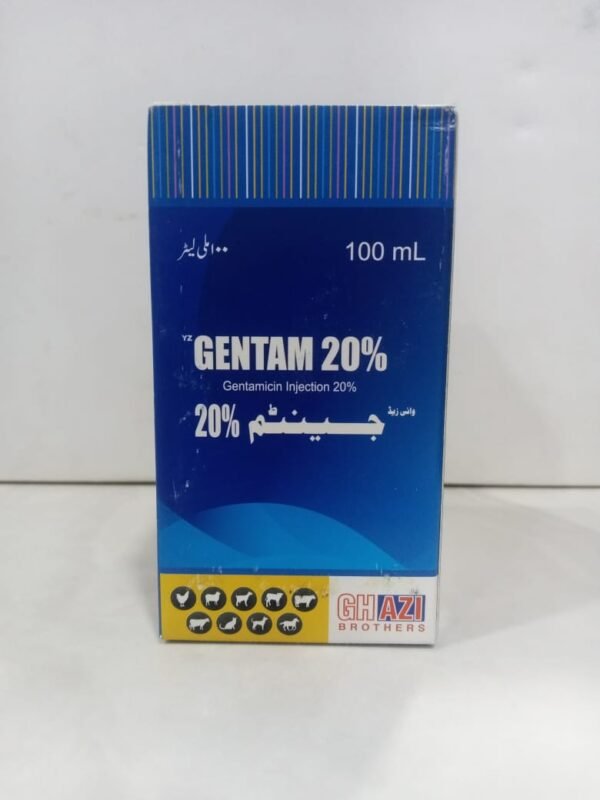 ۱۰۰ ملی لیٹر
100 mL
YZ GENTAM 20%
Gentamicin Injection 20%
وائی زیڈ جینٹم 20%
GHAZI
BROTHERS